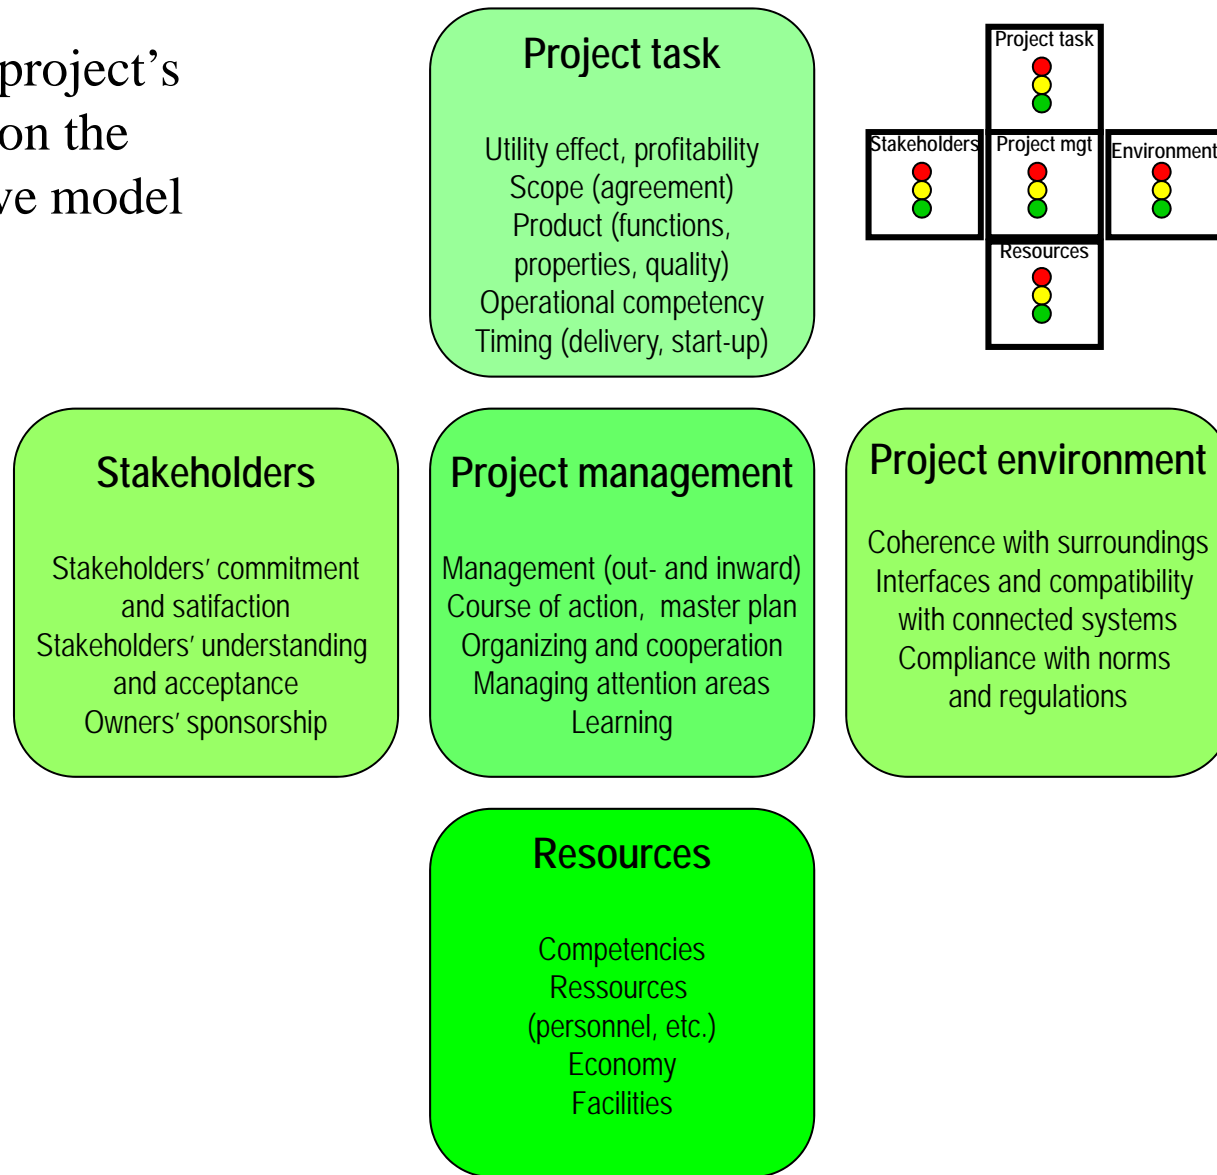 project's
on the
ve model
Project task
Utility effect, profitability
Scope (agreement)
Product (functions,
properties, quality)
Operational competency
Timing (delivery, start-up)
Project task
Stakeholders
Project mgt
Environment
Resources
Stakeholders
Stakeholders' commitment
and satifaction
Stakeholders' understanding
and acceptance
Owners' sponsorship
Project management
Management (out- and inward)
Course of action, master plan
Organizing and cooperation
Managing attention areas
Learning
Project environment
Coherence with surroundings
Interfaces and compatibility
with connected systems
Compliance with norms
and regulations
Resources
Competencies
Ressources
(personnel, etc.)
Economy
Facilities